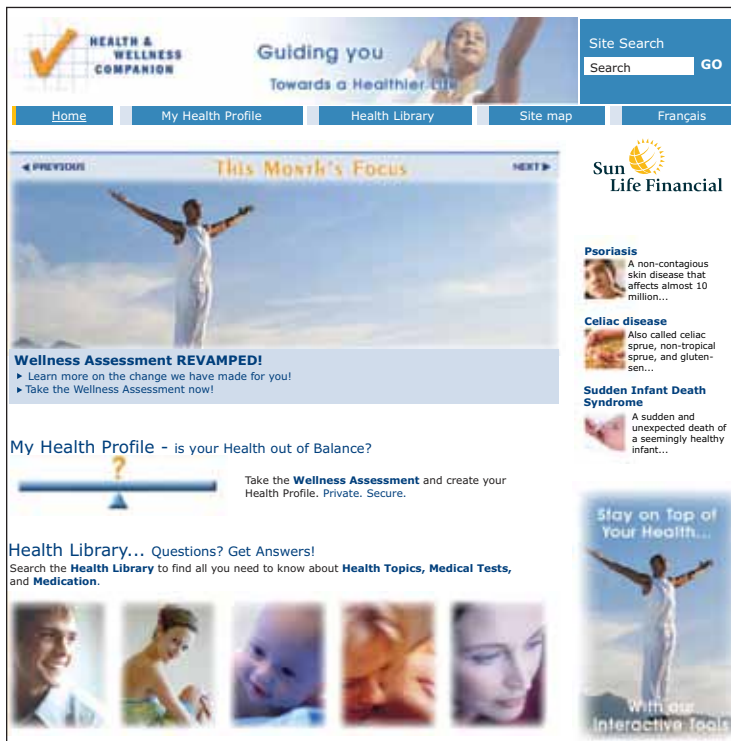 HEALTH &
WELLNESS
COMPANION
Guiding you
Towards a Healthier Life
Site Search
Search
GO
Home
My Health Profile
Health Library
Site map
Français
◀ PREVIOUS
This Month's Focus
NEXT ▶
Sun
Life Financial
Wellness Assessment REVAMPED!
▶ Learn more on the change we have made for you!
▶ Take the Wellness Assessment now!
Psoriasis
A non-contagious
skin disease that
affects almost 10
million...
Celiac disease
Also called celiac
sprue, non-tropical
sprue, and gluten-
sen...
Sudden Infant Death
Syndrome
A sudden and
unexpected death of
a seemingly healthy
infant...
My Health Profile - is your Health out of Balance?
?
Take the Wellness Assessment and create your
Health Profile. Private. Secure.
Health Library... Questions? Get Answers!
Search the Health Library to find all you need to know about Health Topics, Medical Tests,
and Medication.
Stay on Top of
Your Health...
With our
Interactive Tools